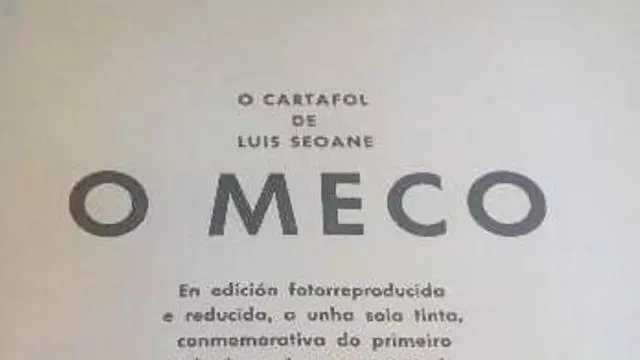 O CARTAFOL
DE
LUIS SEOANE
O MECO
En edición fotorreproducida
e reducida, a unha sola tinta,
conmemorativa do primeiro